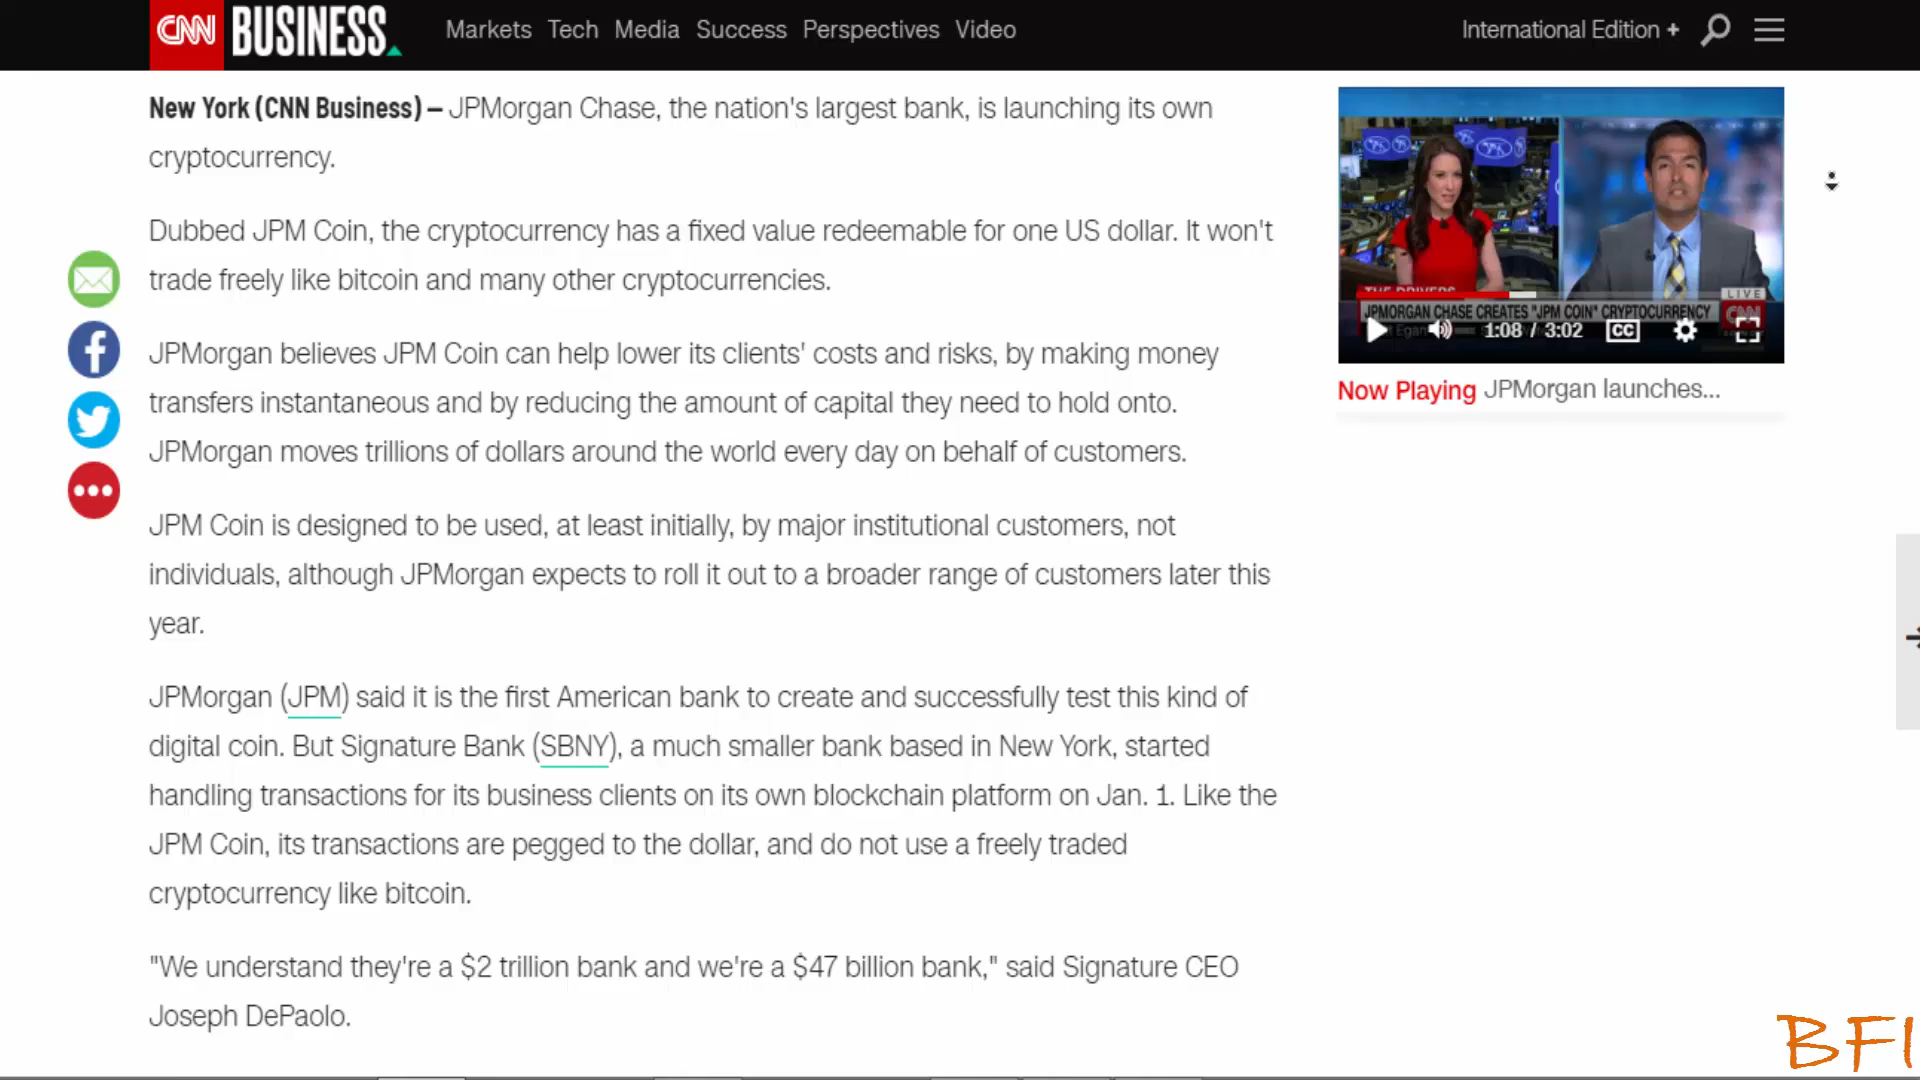 CNN BUSINESS
Markets Tech Media Success Perspectives Video
International Edition +
New York (CNN Business) – JPMorgan Chase, the nation's largest bank, is launching its own
cryptocurrency.
Dubbed JPM Coin, the cryptocurrency has a fixed value redeemable for one US dollar. It won't
trade freely like bitcoin and many other cryptocurrencies.
JPMorgan believes JPM Coin can help lower its clients' costs and risks, by making money
transfers instantaneous and by reducing the amount of capital they need to hold onto.
JPMorgan moves trillions of dollars around the world every day on behalf of customers.
JPM Coin is designed to be used, at least initially, by major institutional customers, not
individuals, although JPMorgan expects to roll it out to a broader range of customers later this
year.
JPMorgan (JPM) said it is the first American bank to create and successfully test this kind of
digital coin. But Signature Bank (SBNY), a much smaller bank based in New York, started
handling transactions for its business clients on its own blockchain platform on Jan. 1. Like the
JPM Coin, its transactions are pegged to the dollar, and do not use a freely traded
cryptocurrency like bitcoin.
"We understand they're a $2 trillion bank and we're a $47 billion bank," said Signature CEO
Joseph DePaolo.
THE DRIVERS
LIVE
JPMORGAN CHASE CREATES "JPM COIN" CRYPTOCURRENCY
CNN
1:08 / 3:02 CC
Now Playing JPMorgan launches...
BFI